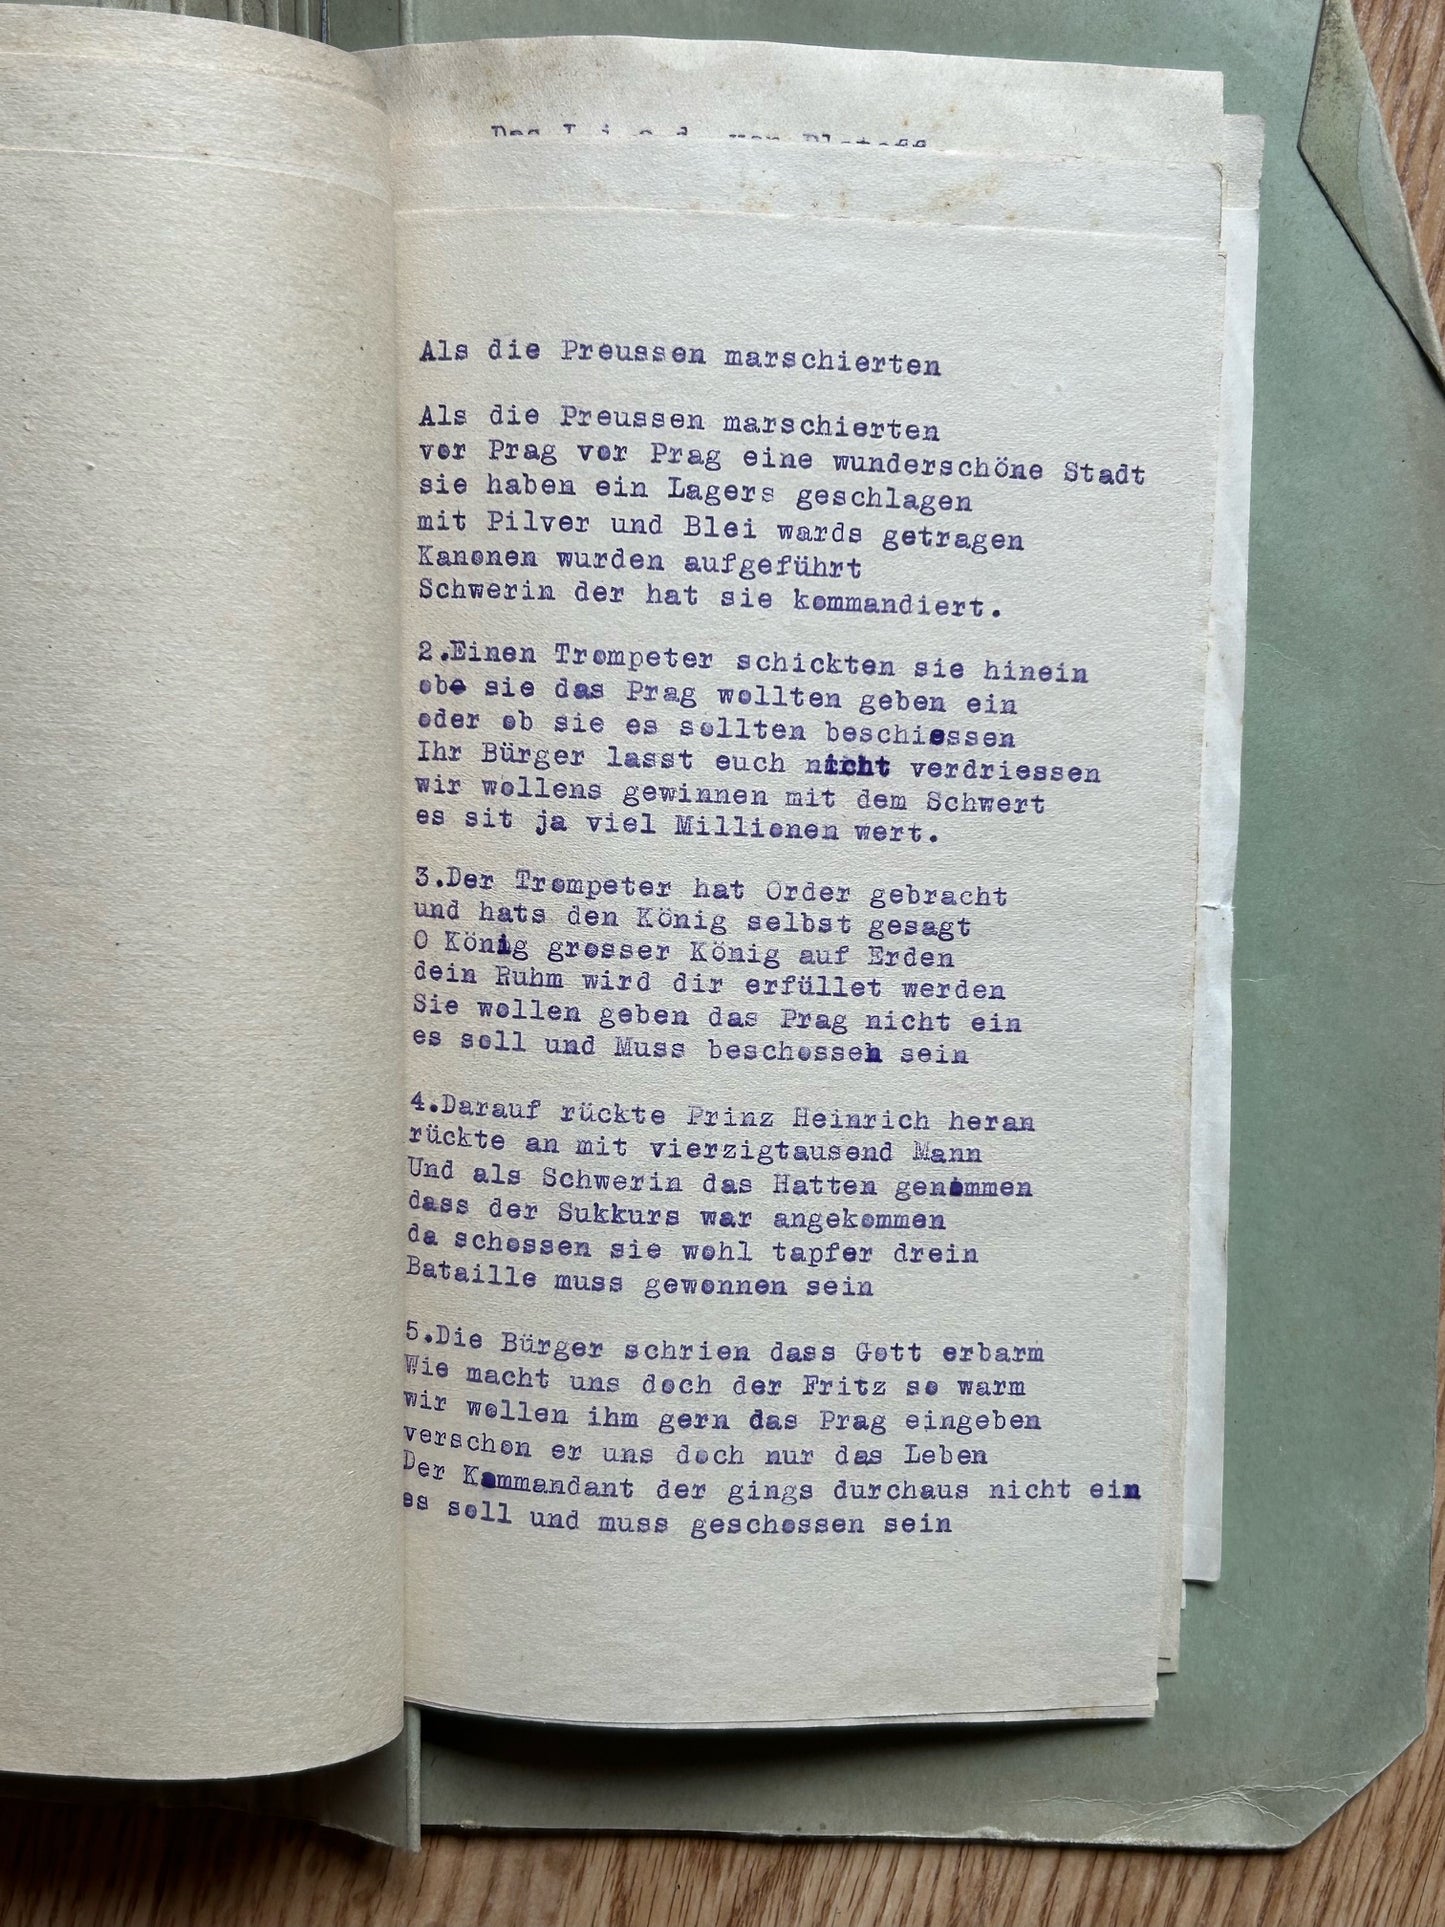 Als die Preussen marschierten
Als die Preussen marschierten
vor Prag vor Prag eine wunderschöne Stadt
sie haben ein Lagers geschlagen
mit Pilver und Blei wards getragen
Kanonen wurden aufgeführt
Schwerin der hat sie kommandiert.
2.Einen Trompeter schickten sie hinein
obe sie das Prag wollten geben ein
oder ob sie es sollten beschiessen
Ihr Bürger lasst euch nicht verdriessen
wir wollens gewinnen mit dem Schwert
es sit ja viel Millionen wert.
3.Der Trompeter hat Order gebracht
und hats den König selbst gesagt
O König grosser König auf Erden
dein Ruhm wird dir erfüllet werden
Sie wollen geben das Prag nicht ein
es soll und Muss beschossen sein
4.Darauf rückte Prinz Heinrich heran
rückte an mit vierzigtausend Mann
Und als Schwerin das Hatten genommen
dass der Sukkurs war angekommen
da schossen sie wohl tapfer drein
Bataille muss gewonnen sein
5.Die Bürger schrien dass Gott erbarm
Wie macht uns doch der Fritz so warm
wir wollen ihm gern das Prag eingeben
verschon er uns doch nur das Leben
Der Kommandant der gings durchaus nicht ein
es soll und muss geschossen sein